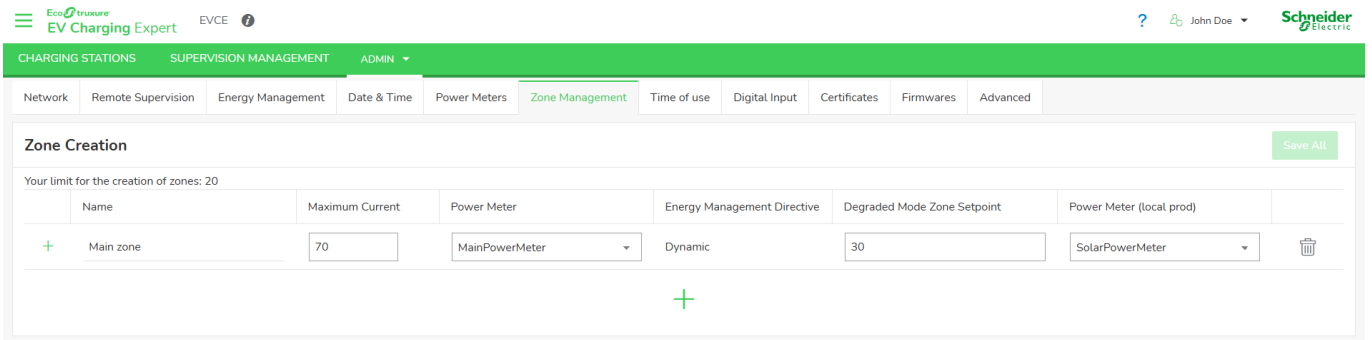 EcoStruxure
EV Charging Expert
EVCE
? John Doe
Schneider
Electric
CHARGING STATIONS SUPERVISION MANAGEMENT ADMIN
Network Remote Supervision Energy Management Date & Time Power Meters Zone Management Time of use Digital Input Certificates Firmwares Advanced
Zone Creation
Save All
Your limit for the creation of zones: 20
Name Maximum Current Power Meter Energy Management Directive Degraded Mode Zone Setpoint Power Meter (local prod)
+ Main zone 70 MainPowerMeter Dynamic 30 SolarPowerMeter
+